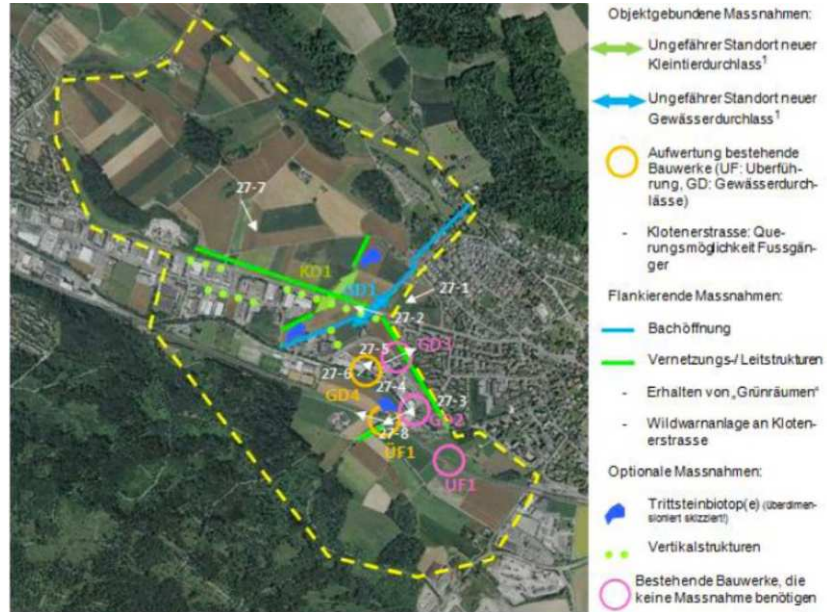 27-7
KD1
GD1
27-1
27-2
27-5
GD3
27-6
27-4
27-3
GD4
GD2
27-8
ÜF1
UF1
Objektgebundene Massnahmen:
Ungefährer Standort neuer
Kleintierdurchlass¹
Ungefährer Standort neuer
Gewässerdurchlass¹
Aufwertung bestehende
Bauwerke (UF: Überfüh-
rung, GD: Gewässerdurch-
lässe)
- Klotenerstrasse: Que-
rungsmöglichkeit Fussgän-
ger
Flankierende Massnahmen:
Bachöffnung
Vernetzungs-/ Leitstrukturen
- Erhalten von „Grünräumen"
- Wildwarnanlage an Kloten-
erstrasse
Optionale Massnahmen:
Trittsteinbiotop(e) (überdimen-
sioniert skizziert!)
Vertikalstrukturen
Bestehende Bauwerke, die
keine Massnahme benötigen